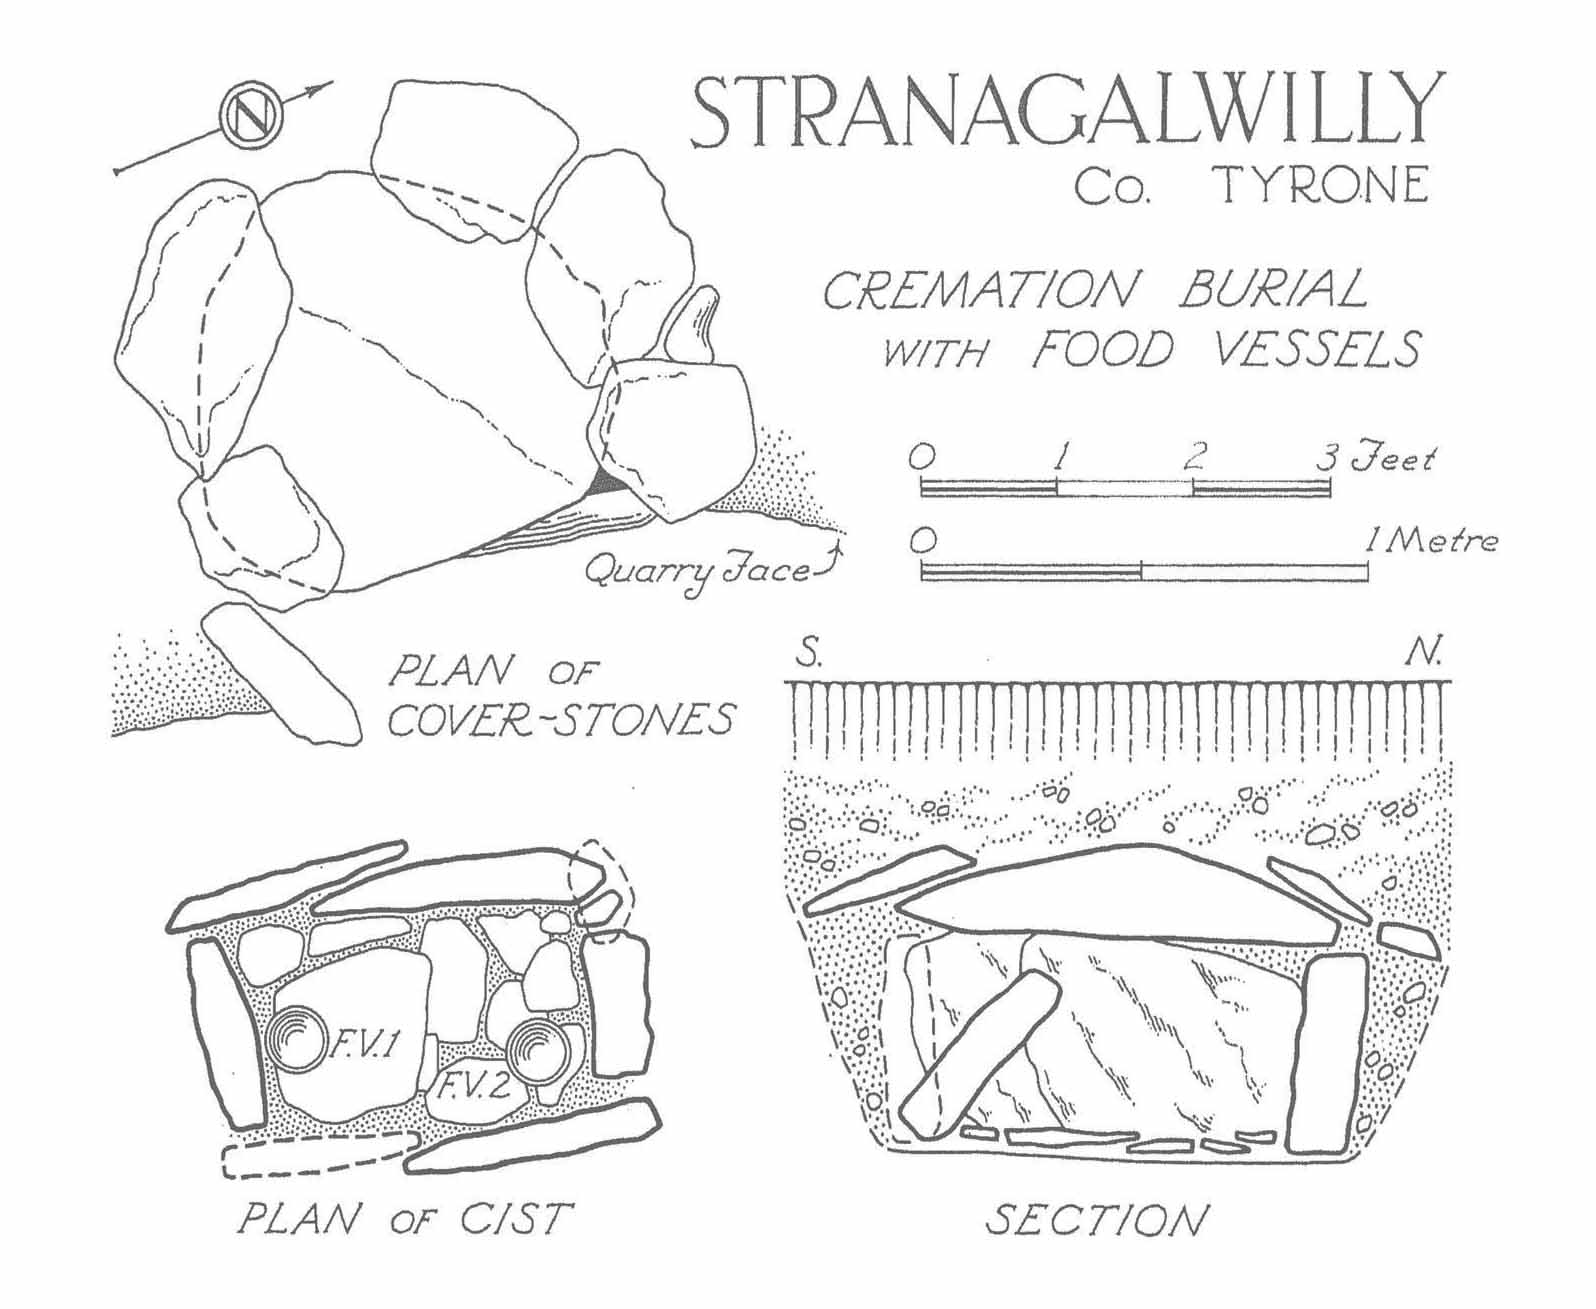 N
STRANAGALWILLY
Co. TYRONE
CREMATION BURIAL
WITH FOOD VESSELS
0 1 2 3 Feet
0 1 Metre
Quarry Face
PLAN OF
COVER-STONES
S. N.
F.V.1
F.V.2
PLAN OF CIST
SECTION